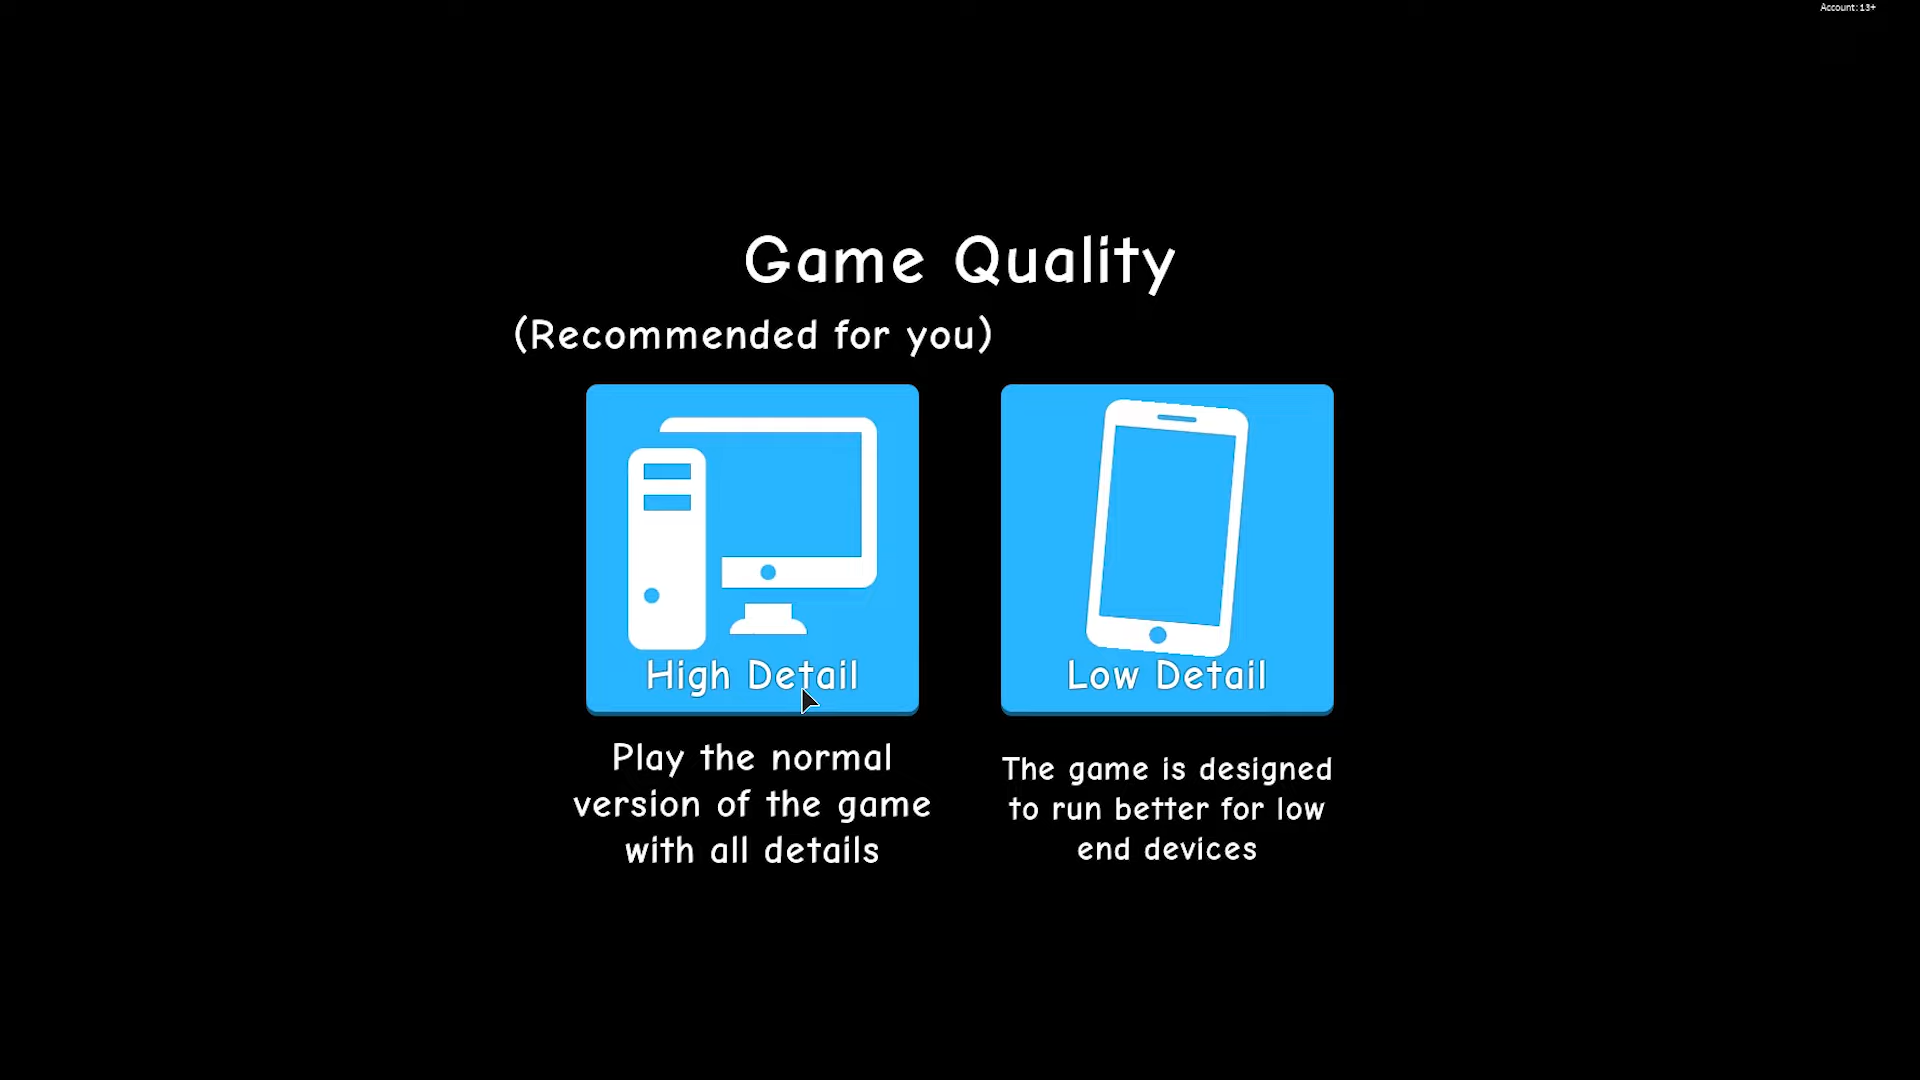 Account: 13+
Game Quality
(Recommended for you)
High Detail
Low Detail
Play the normal
version of the game
with all details
The game is designed
to run better for low
end devices